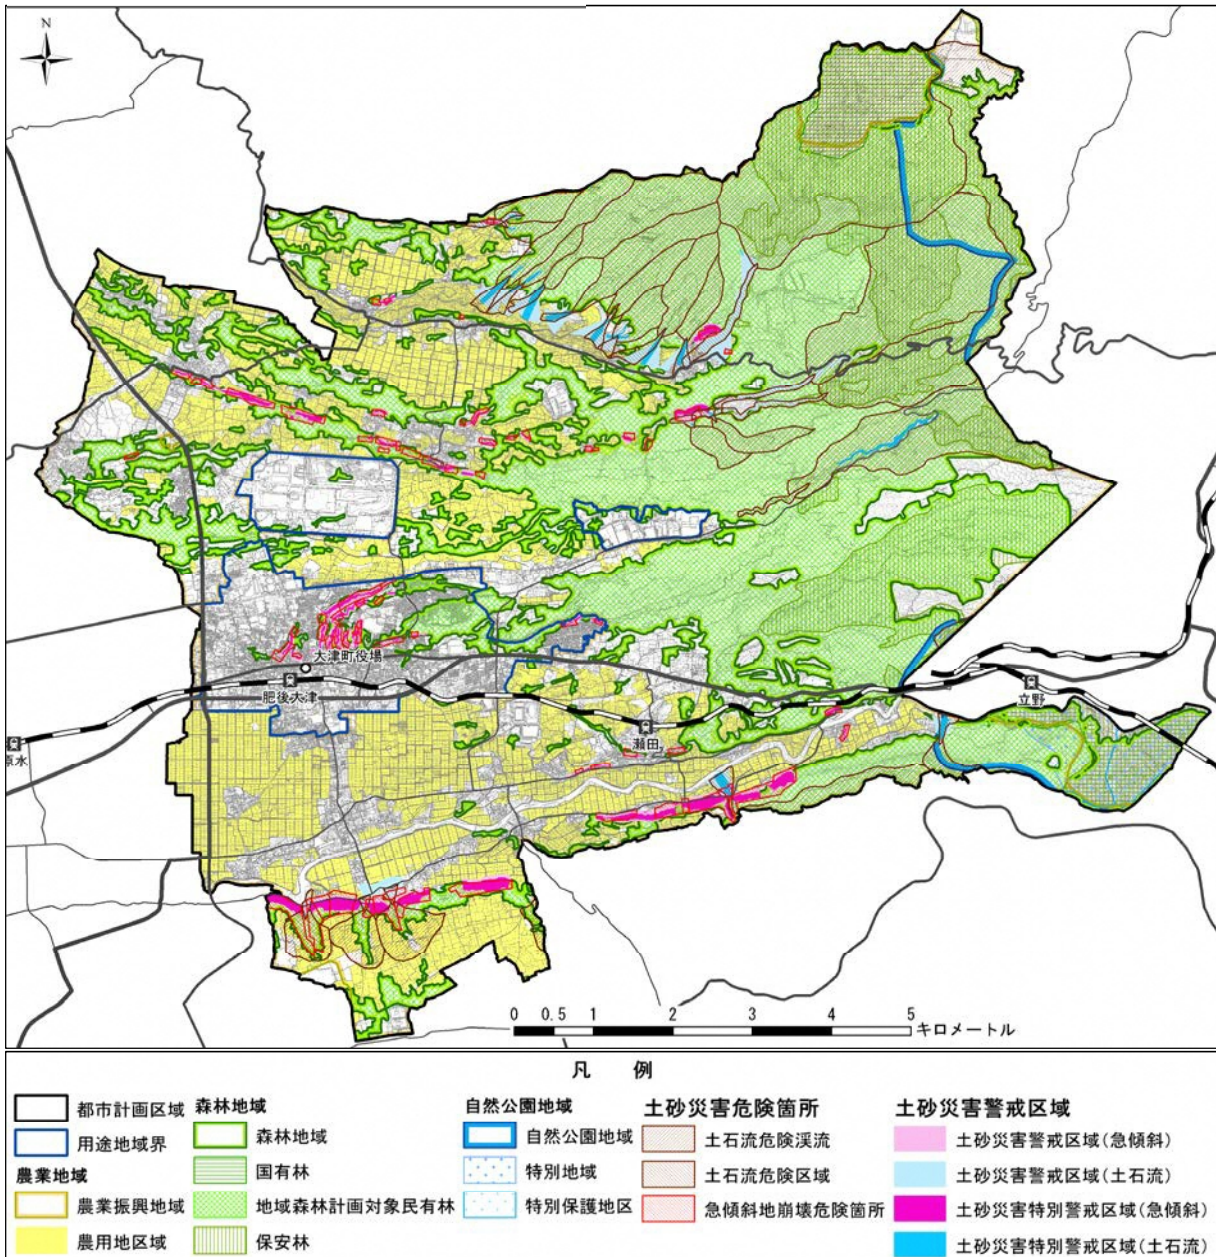 N
大津町役場
肥後大津
瀬田
立野
原水
0 0.5 1 2 3 4 5
キロメートル
凡 例
都市計画区域
用途地域界
農業地域
農業振興地域
農用地区域
森林地域
森林地域
国有林
地域森林計画対象民有林
保安林
自然公園地域
自然公園地域
特別地域
特別保護地区
土砂災害危険箇所
土石流危険渓流
土石流危険区域
急傾斜地崩壊危険箇所
土砂災害警戒区域
土砂災害警戒区域(急傾斜)
土砂災害警戒区域(土石流)
土砂災害特別警戒区域(急傾斜)
土砂災害特別警戒区域(土石流)